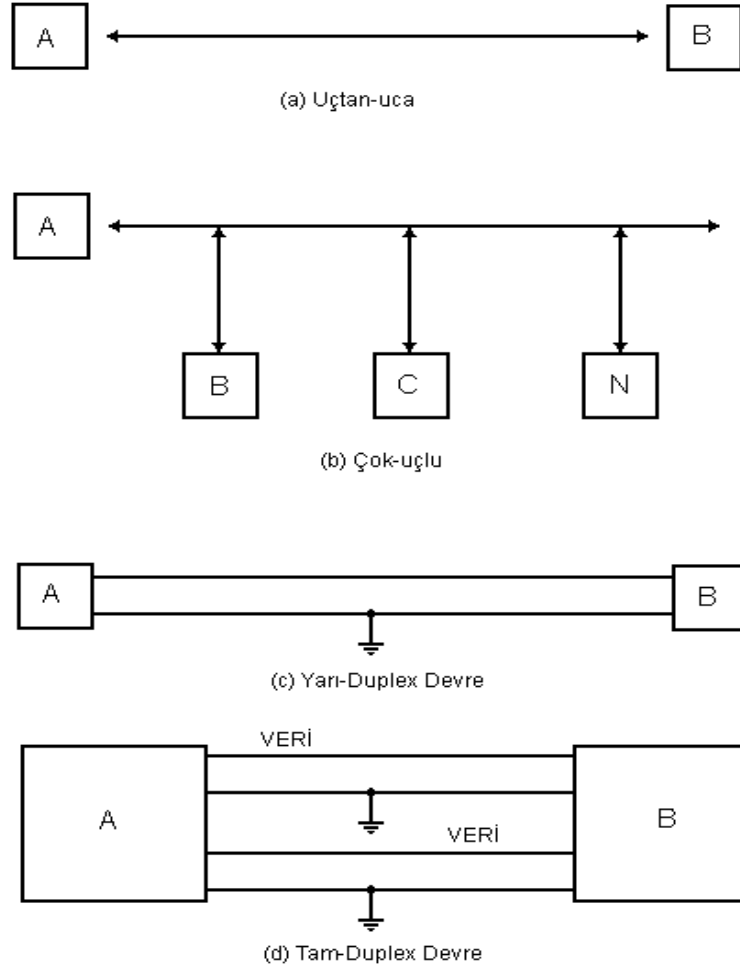 A B
(a) Uçtan-uca
A
B C N
(b) Çok-uçlu
A B
(c) Yarı-Duplex Devre
VERİ
A B
VERİ
(d) Tam-Duplex Devre